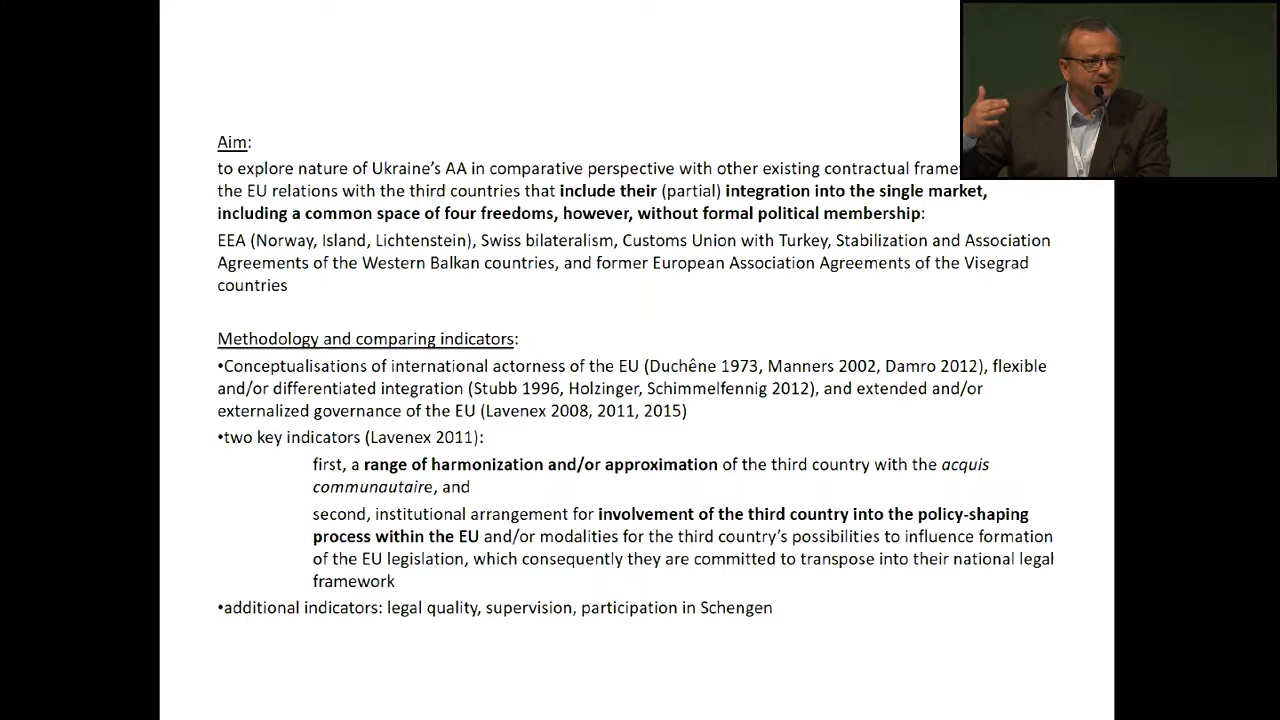 Aim:
to explore nature of Ukraine's AA in comparative perspective with other existing contractual
the EU relations with the third countries that include their (partial) integration into the single market,
including a common space of four freedoms, however, without formal political membership:
EEA (Norway, Island, Lichtenstein), Swiss bilateralism, Customs Union with Turkey, Stabilization and Association
Agreements of the Western Balkan countries, and former European Association Agreements of the Visegrad
countries
Methodology and comparing indicators:
•Conceptualisations of international actorness of the EU (Duchêne 1973, Manners 2002, Damro 2012), flexible
and/or differentiated integration (Stubb 1996, Holzinger, Schimmelfennig 2012), and extended and/or
externalized governance of the EU (Lavenex 2008, 2011, 2015)
•two key indicators (Lavenex 2011):
first, a range of harmonization and/or approximation of the third country with the acquis
communautaire, and
second, institutional arrangement for involvement of the third country into the policy-shaping
process within the EU and/or modalities for the third country's possibilities to influence formation
of the EU legislation, which consequently they are committed to transpose into their national legal
framework
•additional indicators: legal quality, supervision, participation in Schengen